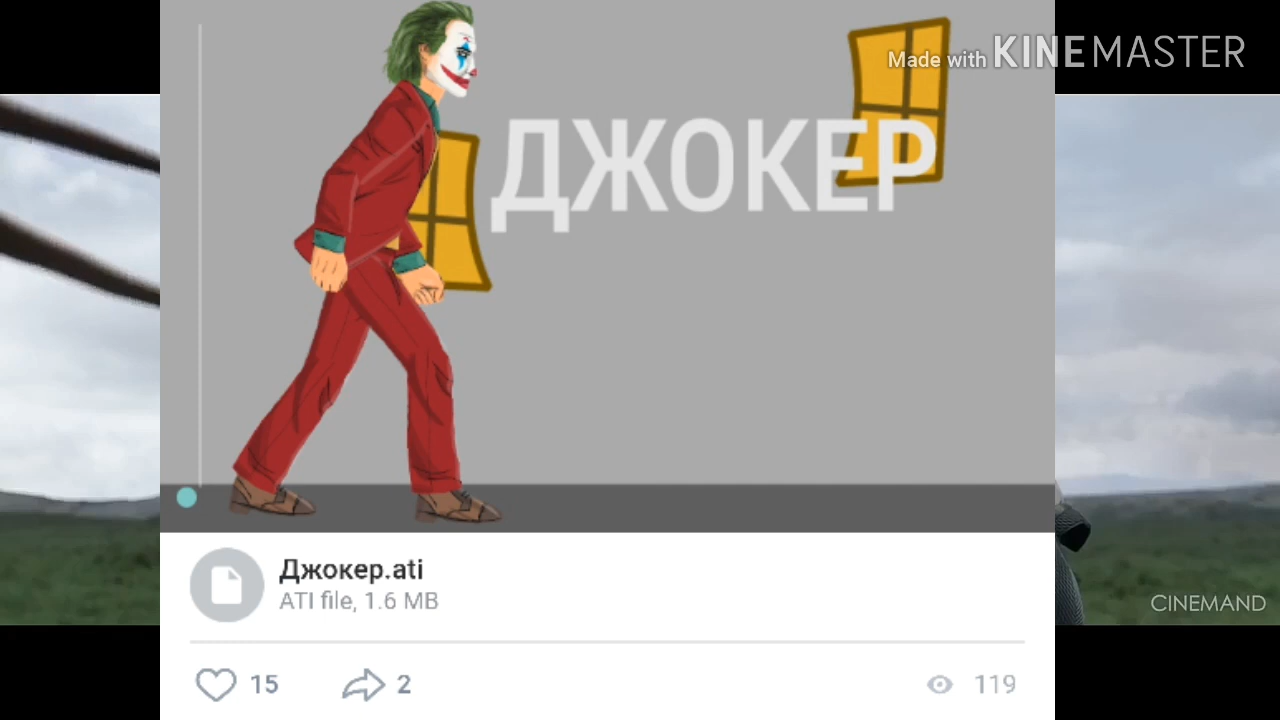 Made with KINEMASTER
ДЖОКЕР
Джокер.ati
ATI file, 1.6 MB
CINEMAND
15
2
119